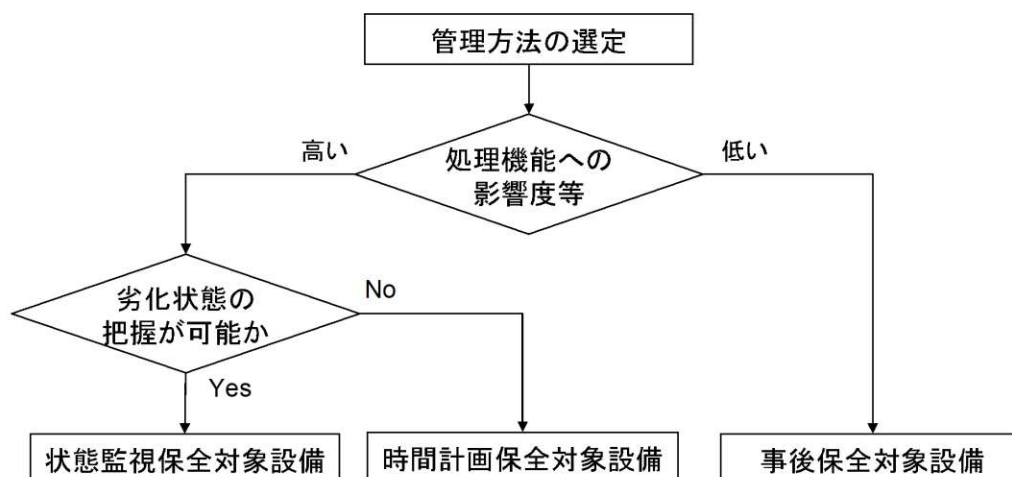 管理方法の選定
高い
処理機能への
影響度等
低い
劣化状態の
把握が可能か
No
Yes
状態監視保全対象設備
時間計画保全対象設備
事後保全対象設備